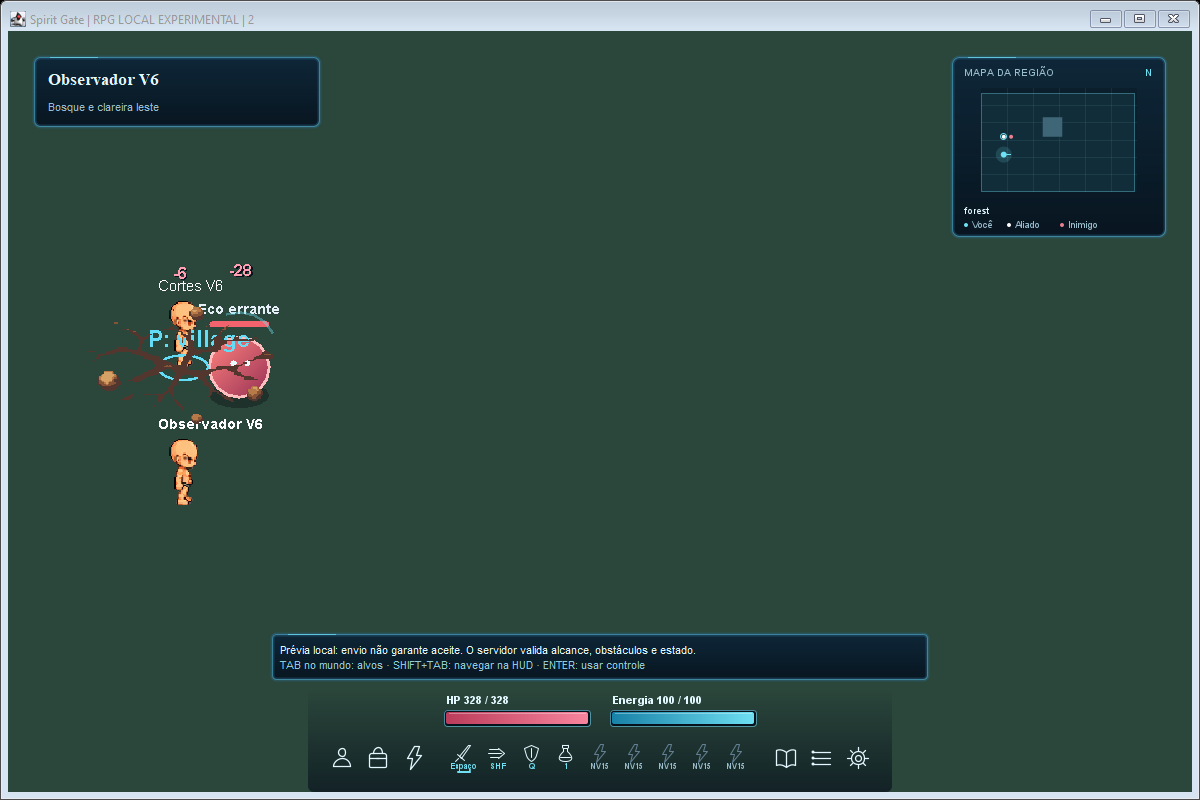 Spirit Gate | RPG LOCAL EXPERIMENTAL | 2
Observador V6
Bosque e clareira leste
MAPA DA REGIÃO
N
forest
Você
Aliado
Inimigo
-6
-28
Cortes V6
Eco errante
P: village
Observador V6
Prévia local: envio não garante aceite. O servidor valida alcance, obstáculos e estado.
TAB no mundo: alvos · SHIFT+TAB: navegar na HUD · ENTER: usar controle
HP 328 / 328
Energia 100 / 100
Espaço
SHF
Q
1
NV15
NV15
NV15
NV15
NV15